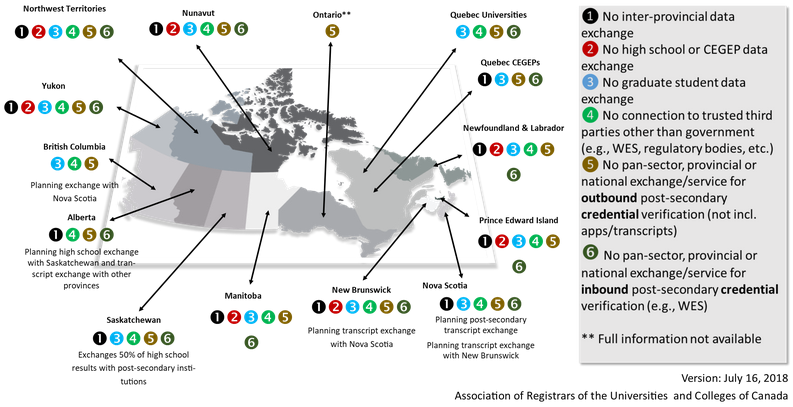 Northwest Territories
1 2 3 4 5 6
Nunavut
1 2 3 4 5 6
Ontario**
5
Quebec Universities
3 4 5 6
Quebec CEGEPs
1 3 5 6
Yukon
1 2 3 4 5 6
Newfoundland & Labrador
1 2 3 4 5
6
British Columbia
3 4 5
Planning exchange with
Nova Scotia
Alberta
1 4 5 6
Planning high school exchange
with Saskatchewan and tran-
script exchange with other
provinces
Prince Edward Island
1 2 3 4 5
6
Saskatchewan
1 3 4 5 6
Exchanges 50% of high school
results with post-secondary insti-
tutions
Manitoba
1 2 3 4 5
6
New Brunswick
1 2 3 4 5 6
Planning transcript exchange
with Nova Scotia
Nova Scotia
1 3 4 5 6
Planning post-secondary
transcript exchange
Planning transcript exchange
with New Brunswick
1 No inter-provincial data
exchange
2 No high school or CEGEP data
exchange
3 No graduate student data
exchange
4 No connection to trusted third
parties other than government
(e.g., WES, regulatory bodies, etc.)
5 No pan-sector, provincial or
national exchange/service for
outbound post-secondary
credential verification (not incl.
apps/transcripts)
6 No pan-sector, provincial or
national exchange/service for
inbound post-secondary credential
verification (e.g., WES)
** Full information not available
Version: July 16, 2018
Association of Registrars of the Universities and Colleges of Canada